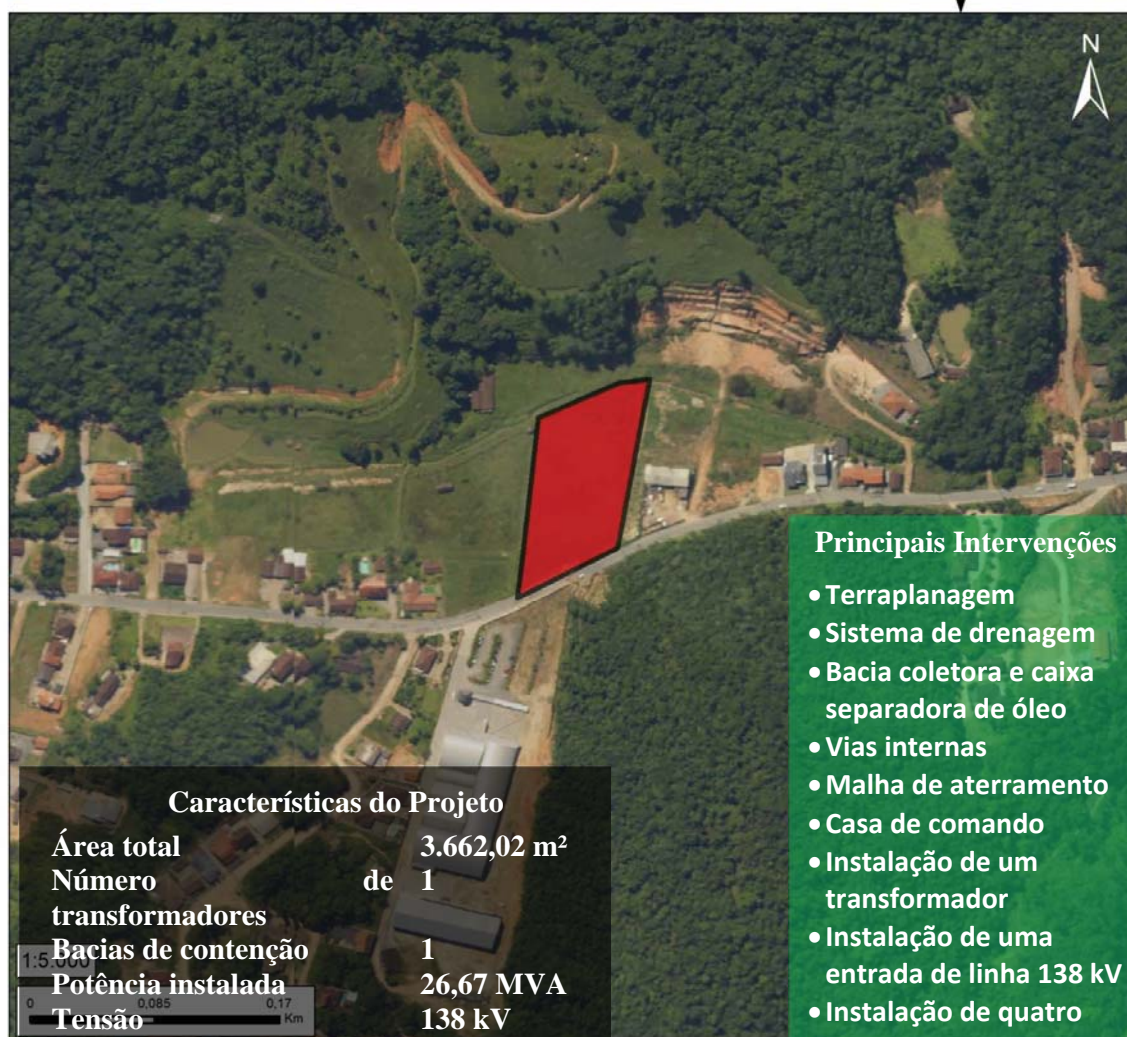 N
Principais Intervenções
• Terraplanagem
• Sistema de drenagem
• Bacia coletora e caixa
separadora de óleo
• Vias internas
• Malha de aterramento
• Casa de comando
• Instalação de um
transformador
• Instalação de uma
entrada de linha 138 kV
• Instalação de quatro
Características do Projeto
Área total 3.662,02 m²
Número de 1
transformadores
Bacias de contenção 1
Potência instalada 26,67 MVA
Tensão 138 kV
1:5.000
0 0,085 0,17
Km